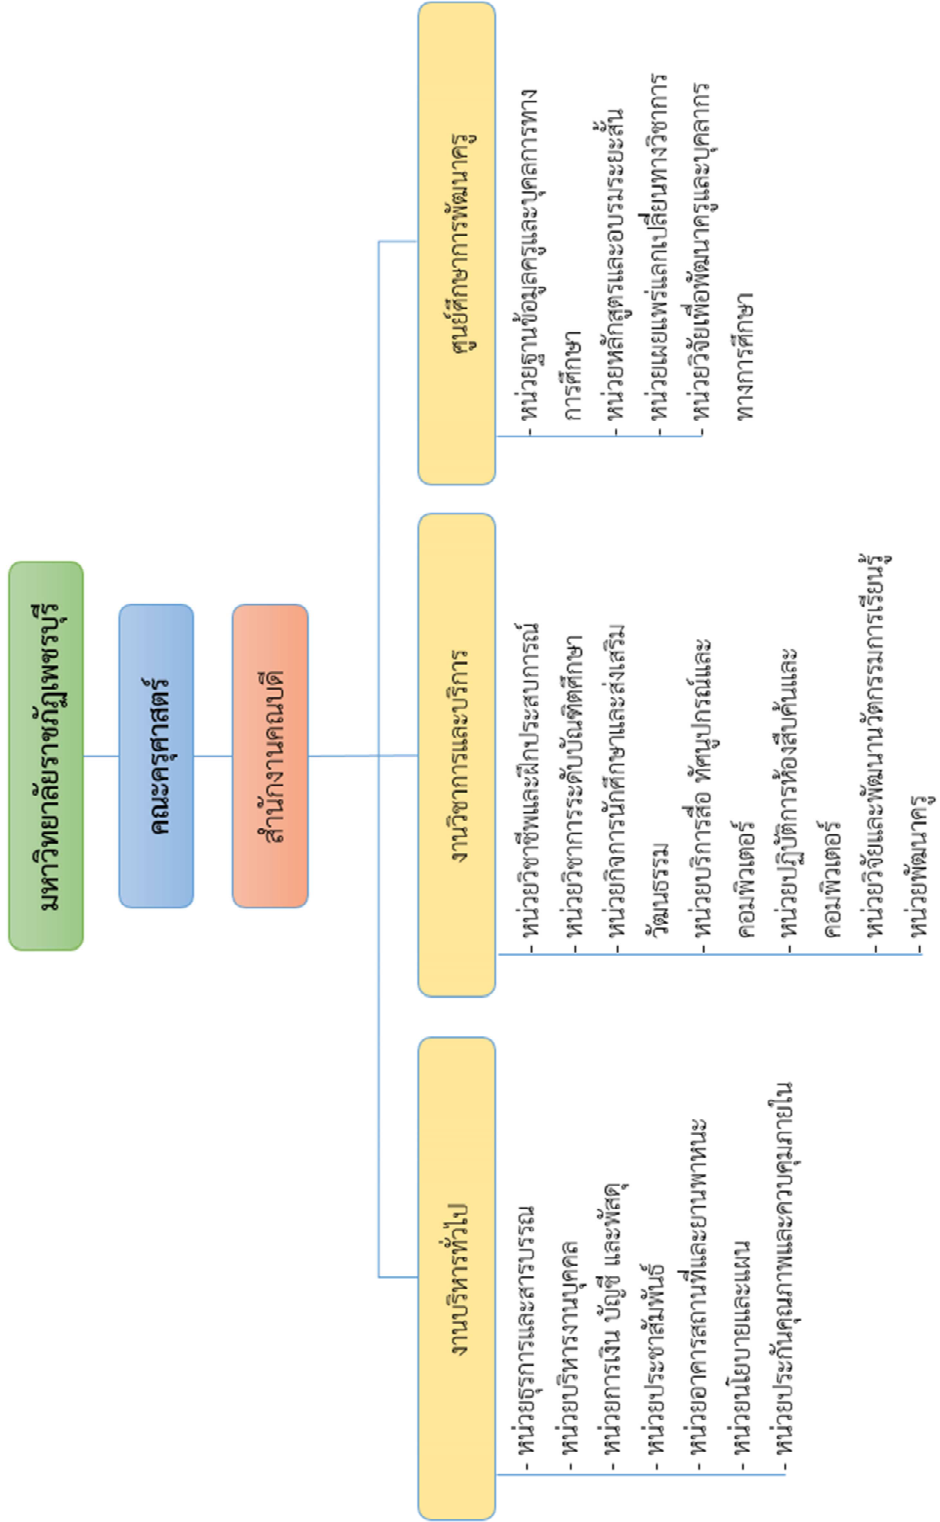 มหาวิทยาลัยราชภัฏเพชรบุรี
คณะครุศาสตร์
สำนักงานคณบดี
งานบริหารทั่วไป
- หน่วยธุรการและสารบรรณ
- หน่วยบริหารงานบุคคล
- หน่วยการเงิน บัญชี และพัสดุ
- หน่วยประชาสัมพันธ์
- หน่วยอาคารสถานที่และยานพาหนะ
- หน่วยนโยบายและแผน
- หน่วยประกันคุณภาพและควบคุมภายใน
งานวิชาการและบริการ
- หน่วยวิชาชีพและฝึกประสบการณ์
- หน่วยวิชาการระดับบัณฑิตศึกษา
- หน่วยกิจการนักศึกษาและส่งเสริม
วัฒนธรรม
- หน่วยบริการสื่อ ทัศนูปกรณ์และ
คอมพิวเตอร์
- หน่วยปฏิบัติการห้องสืบค้นและ
คอมพิวเตอร์
- หน่วยวิจัยและพัฒนานวัตกรรมการเรียนรู้
- หน่วยพัฒนาครู
ศูนย์ศึกษาการพัฒนาครู
- หน่วยฐานข้อมูลครูและบุคลการทาง
การศึกษา
- หน่วยหลักสูตรและอบรมระยะสั้น
- หน่วยเผยแพร่แลกเปลี่ยนทางวิชาการ
- หน่วยวิจัยเพื่อพัฒนาครูและบุคลากร
ทางการศึกษา